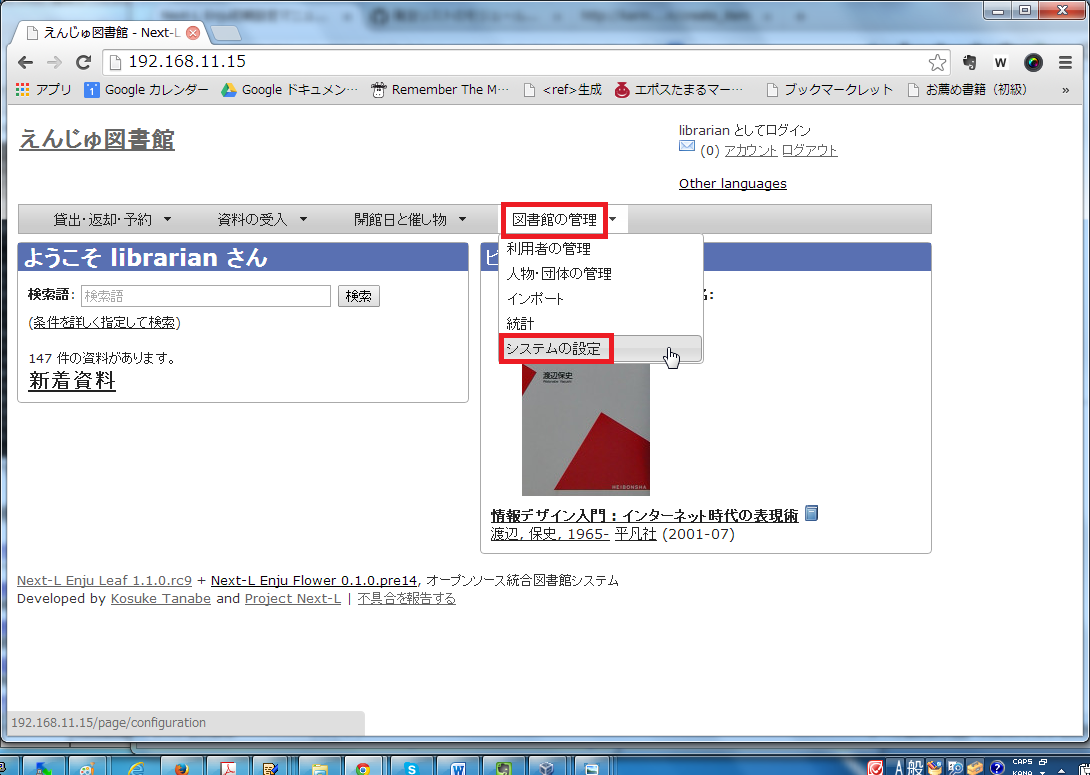 えんじゅ図書館 - Next-L
192.168.11.15
アプリ Google カレンダー Google ドキュメン… Remember The M… <ref>生成 エポスたまるマー… ブックマークレット お薦め書籍（初級） »
えんじゅ図書館
librarian としてログイン
(0) アカウント ログアウト
Other languages
貸出・返却・予約 資料の受入 開館日と催し物 図書館の管理
利用者の管理
人物・団体の管理
インポート
統計
システムの設定
ようこそ librarian さん
検索語: 検索語 検索
(条件を詳しく指定して検索)
147 件の資料があります。
新着資料
渡辺保史
HEIBONSHA
情報デザイン入門 : インターネット時代の表現術
渡辺, 保史, 1965- 平凡社 (2001-07)
Next-L Enju Leaf 1.1.0.rc9 + Next-L Enju Flower 0.1.0.pre14, オープンソース統合図書館システム
Developed by Kosuke Tanabe and Project Next-L | 不具合を報告する
192.168.11.15/page/configuration
A 般 CAPS
KANA